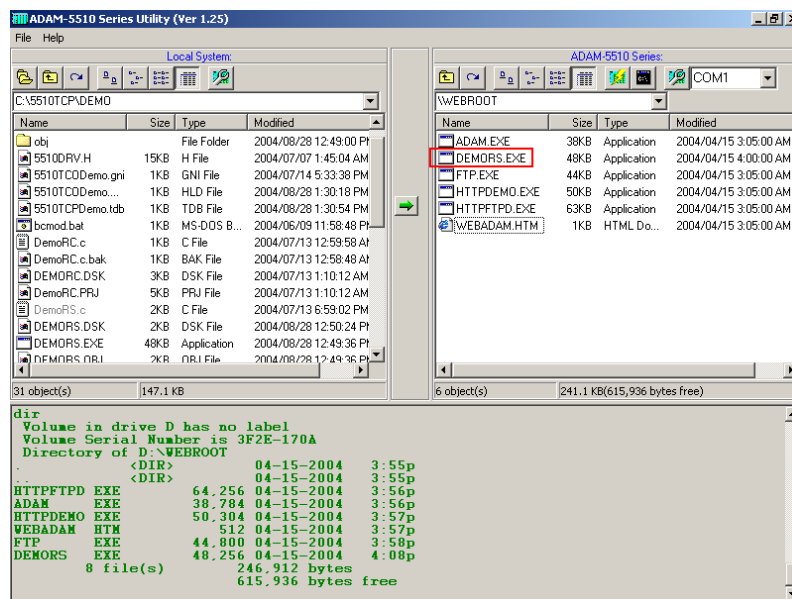 ADAM-5510 Series Utility (Ver 1.25)
File Help
Local System:
C:\5510TCP\DEMO
Name Size Type Modified
obj File Folder 2004/08/28 12:49:00 PM
5510DRV.H 15KB H File 2004/07/07 1:45:04 AM
5510TCODemo.gni 1KB GNI File 2004/07/14 5:33:38 PM
5510TCODemo.... 1KB HLD File 2004/08/28 1:30:18 PM
5510TCPDemo.tdb 1KB TDB File 2004/08/28 1:30:54 PM
bcmod.bat 1KB MS-DOS B... 2004/06/09 11:58:48 PM
DemoRC.c 1KB C File 2004/07/13 12:59:58 AM
DemoRC.c.bak 1KB BAK File 2004/07/13 12:58:48 AM
DEMORC.DSK 3KB DSK File 2004/07/13 1:10:12 AM
DemoRC.PRJ 5KB PRJ File 2004/07/13 1:10:12 AM
DemoRS.c 2KB C File 2004/07/13 6:59:02 PM
DEMORS.DSK 2KB DSK File 2004/08/28 12:50:24 PM
DEMORS.EXE 48KB Application 2004/08/28 12:49:36 PM
DEMORS.OBJ 2KB OBJ File 2004/08/28 12:49:36 PM
31 object(s) 147.1 KB
ADAM-5510 Series:
COM1
\WEBROOT
Name Size Type Modified
ADAM.EXE 38KB Application 2004/04/15 3:05:00 AM
DEMORS.EXE 48KB Application 2004/04/15 4:00:00 AM
FTP.EXE 44KB Application 2004/04/15 3:05:00 AM
HTTPDEMO.EXE 50KB Application 2004/04/15 3:05:00 AM
HTTPFTPD.EXE 63KB Application 2004/04/15 3:05:00 AM
WEBADAM.HTM 1KB HTML Do... 2004/04/15 3:05:00 AM
6 object(s) 241.1 KB(615,936 bytes free)
dir
Volume in drive D has no label
Volume Serial Number is 3F2E-170A
Directory of D:\WEBROOT
. <DIR> 04-15-2004 3:55p
.. <DIR> 04-15-2004 3:55p
HTTPFTPD EXE 64,256 04-15-2004 3:56p
ADAM EXE 38,784 04-15-2004 3:56p
HTTPDEMO EXE 50,304 04-15-2004 3:57p
WEBADAM HTM 512 04-15-2004 3:57p
FTP EXE 44,800 04-15-2004 3:58p
DEMORS EXE 48,256 04-15-2004 4:08p
8 file(s) 246,912 bytes
615,936 bytes free